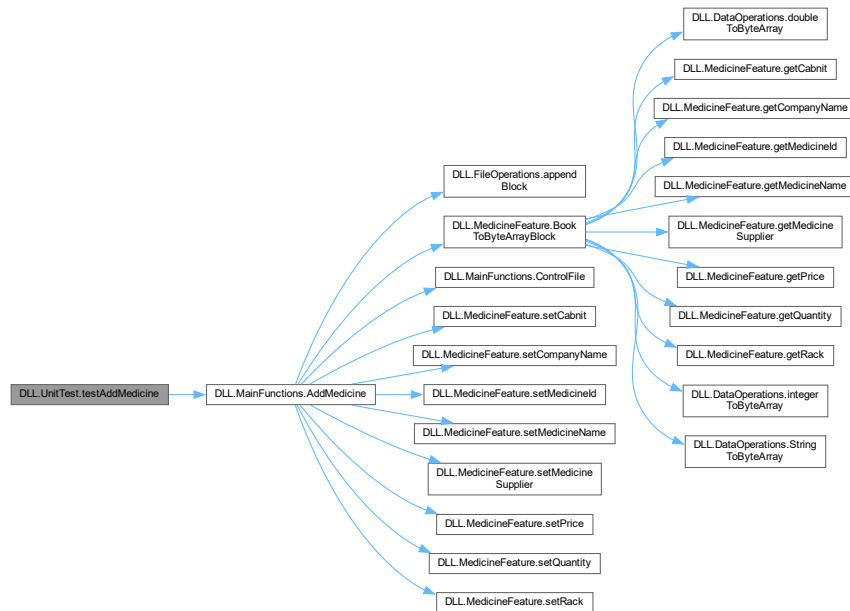 DLL.UnitTest.testAddMedicine
DLL.MainFunctions.AddMedicine
DLL.FileOperations.append
Block
DLL.MedicineFeature.Book
ToByteArrayBlock
DLL.MainFunctions.ControlFile
DLL.MedicineFeature.setCabnit
DLL.MedicineFeature.setCompanyName
DLL.MedicineFeature.setMedicineId
DLL.MedicineFeature.setMedicineName
DLL.MedicineFeature.setMedicine
Supplier
DLL.MedicineFeature.setPrice
DLL.MedicineFeature.setQuantity
DLL.MedicineFeature.setRack
DLL.DataOperations.double
ToByteArray
DLL.MedicineFeature.getCabnit
DLL.MedicineFeature.getCompanyName
DLL.MedicineFeature.getMedicineId
DLL.MedicineFeature.getMedicineName
DLL.MedicineFeature.getMedicine
Supplier
DLL.MedicineFeature.getPrice
DLL.MedicineFeature.getQuantity
DLL.MedicineFeature.getRack
DLL.DataOperations.integer
ToByteArray
DLL.DataOperations.String
ToByteArray